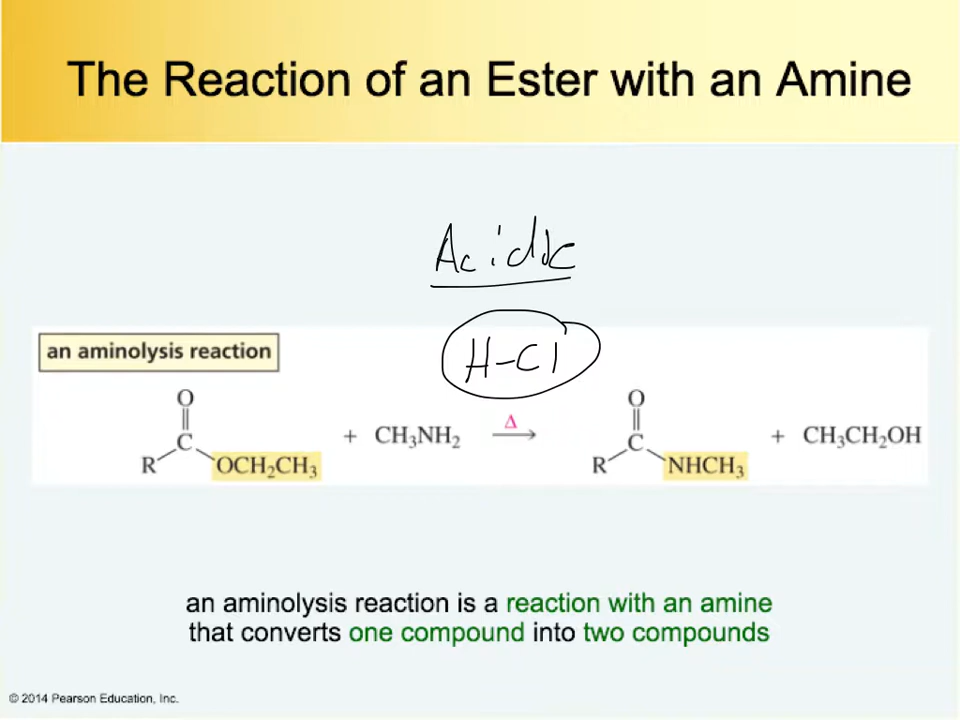 The Reaction of an Ester with an Amine
Acidic
H-Cl
an aminolysis reaction
O
||
C
R OCH₂CH₃ + CH₃NH₂ Δ → O
||
C
R NHCH₃ + CH₃CH₂OH
an aminolysis reaction is a reaction with an amine
that converts one compound into two compounds
© 2014 Pearson Education, Inc.